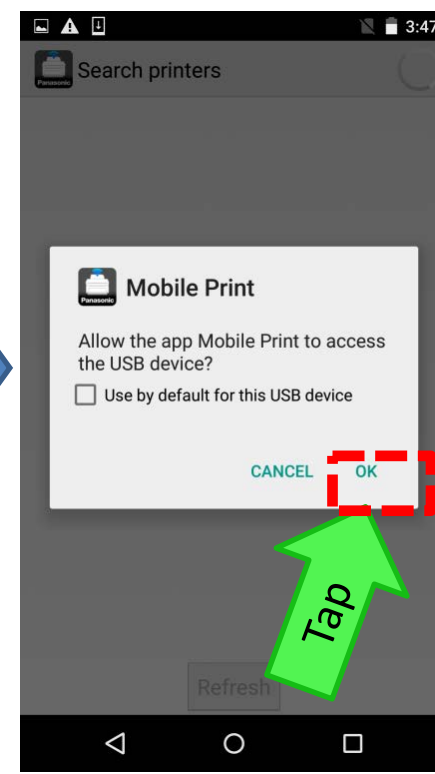 3:47
Panasonic
Search printers
Panasonic
Mobile Print
Allow the app Mobile Print to access
the USB device?
Use by default for this USB device
CANCEL OK
Tap
Refresh